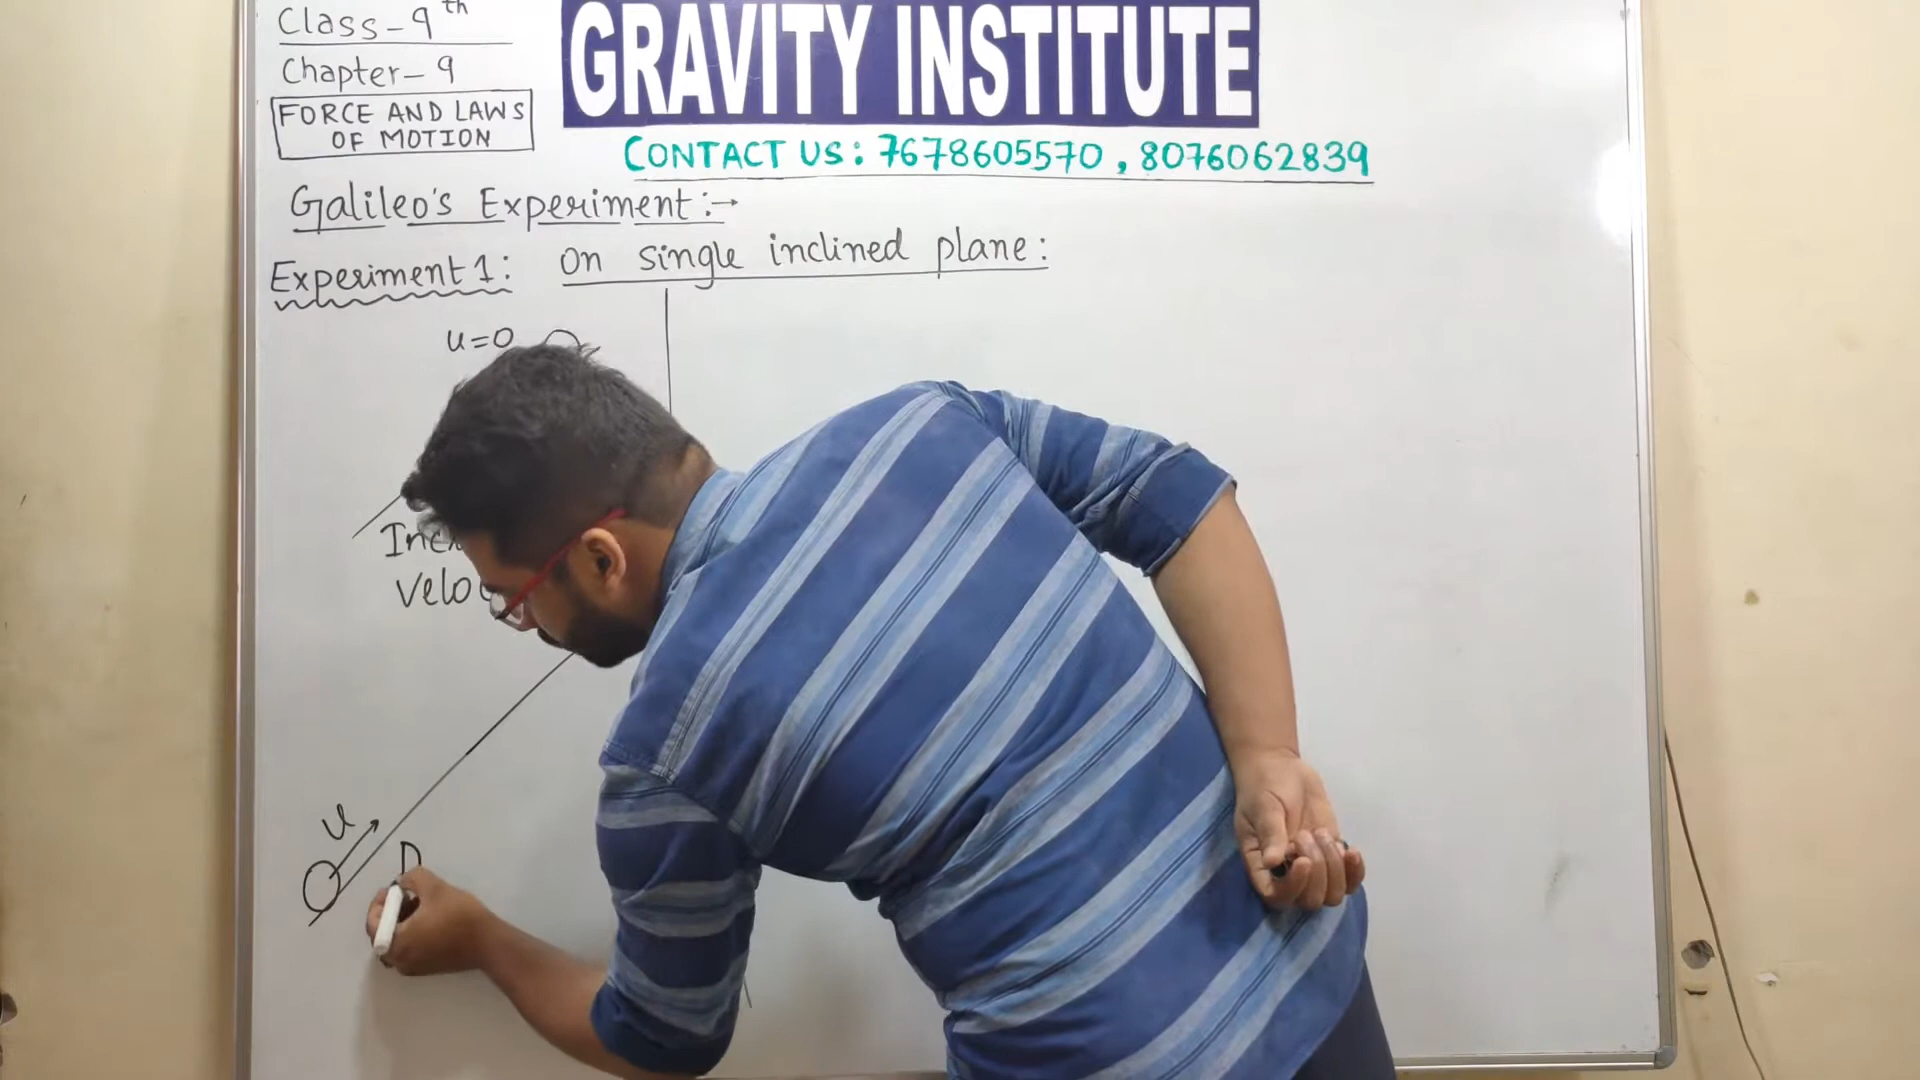 Class-9th
Chapter-9
FORCE AND LAWS
OF MOTION
GRAVITY INSTITUTE
CONTACT US: 7678605570, 8076062839
Galileo's Experiment:→
Experiment 1: On single inclined plane:
u=0
u